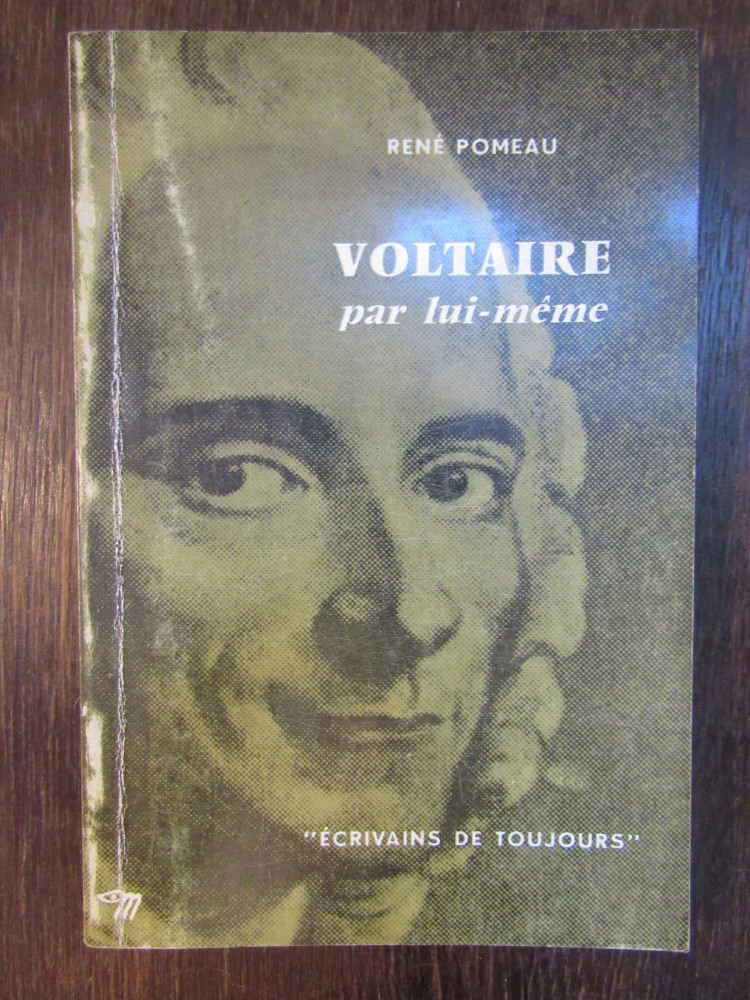 RENÉ POMEAU
VOLTAIRE
par lui-même
"ÉCRIVAINS DE TOUJOURS"
m